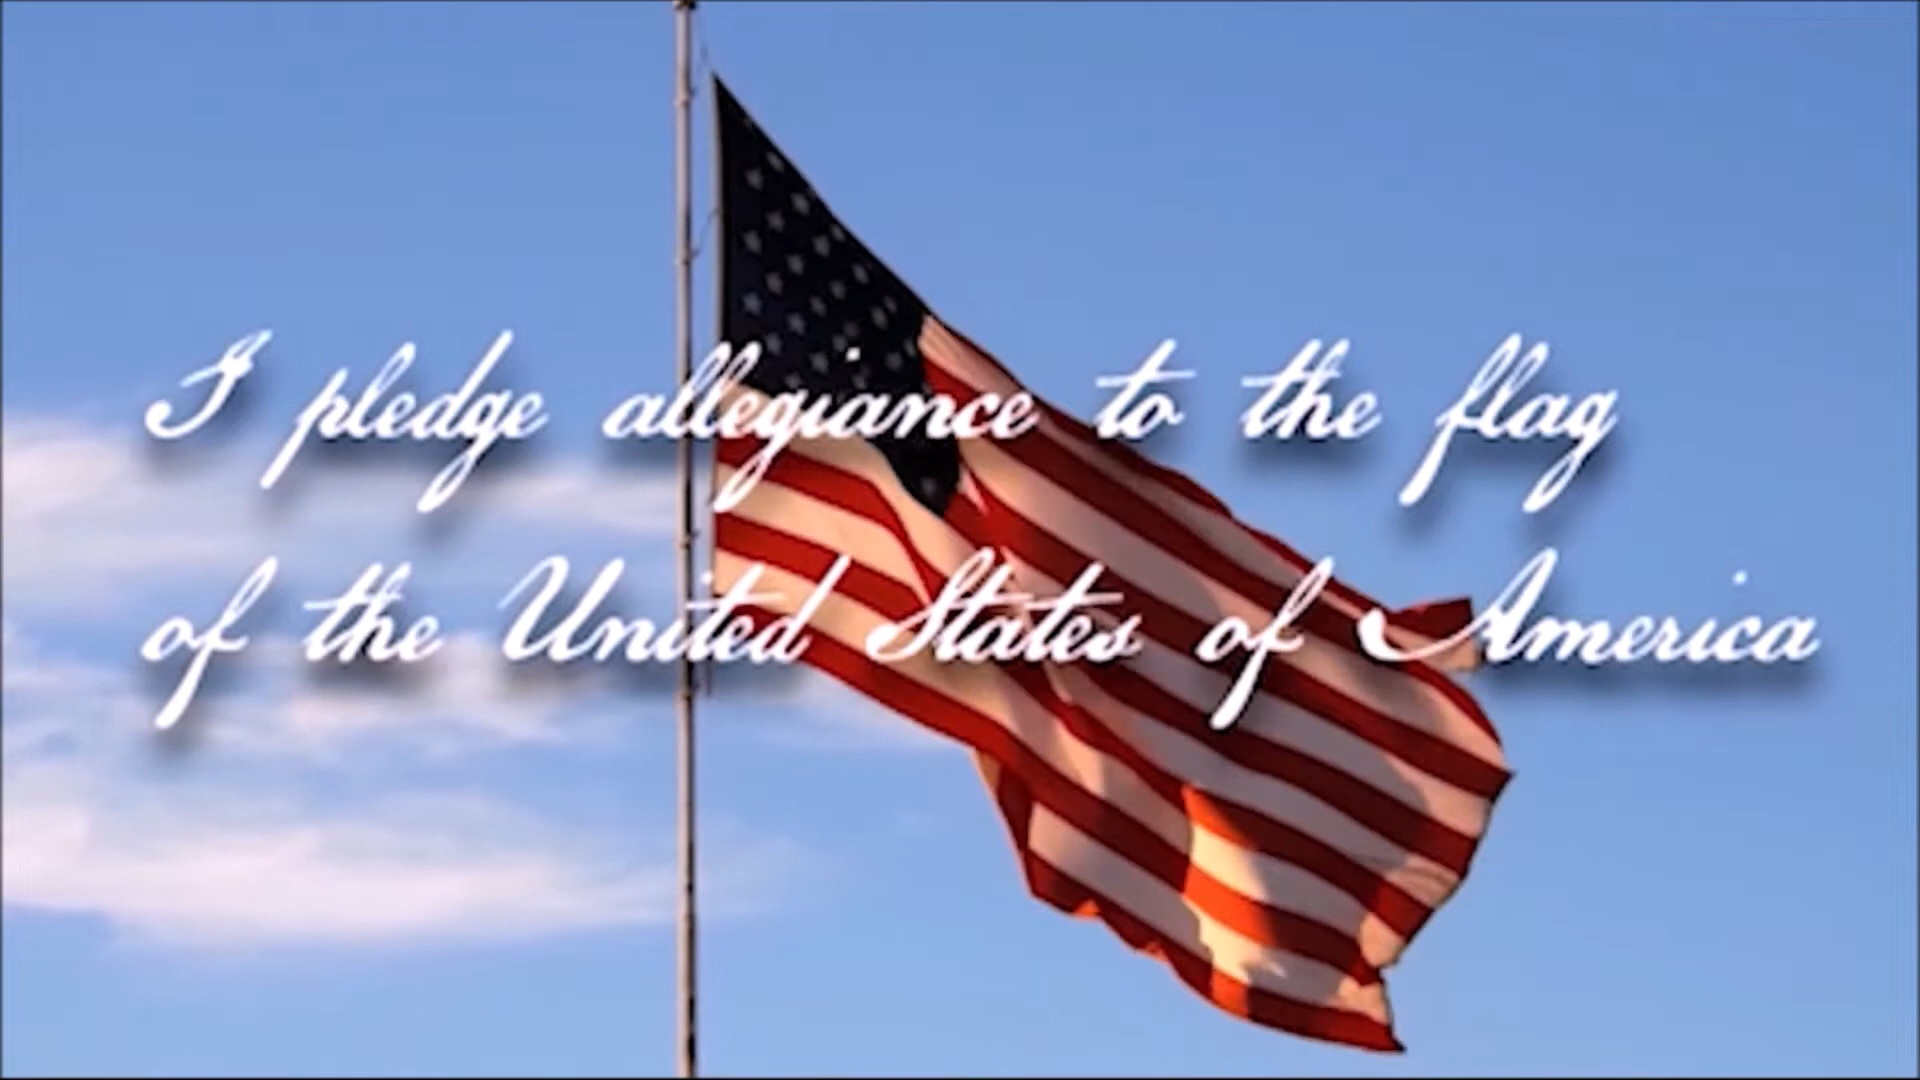 I pledge allegiance to the flag
of the United States of America